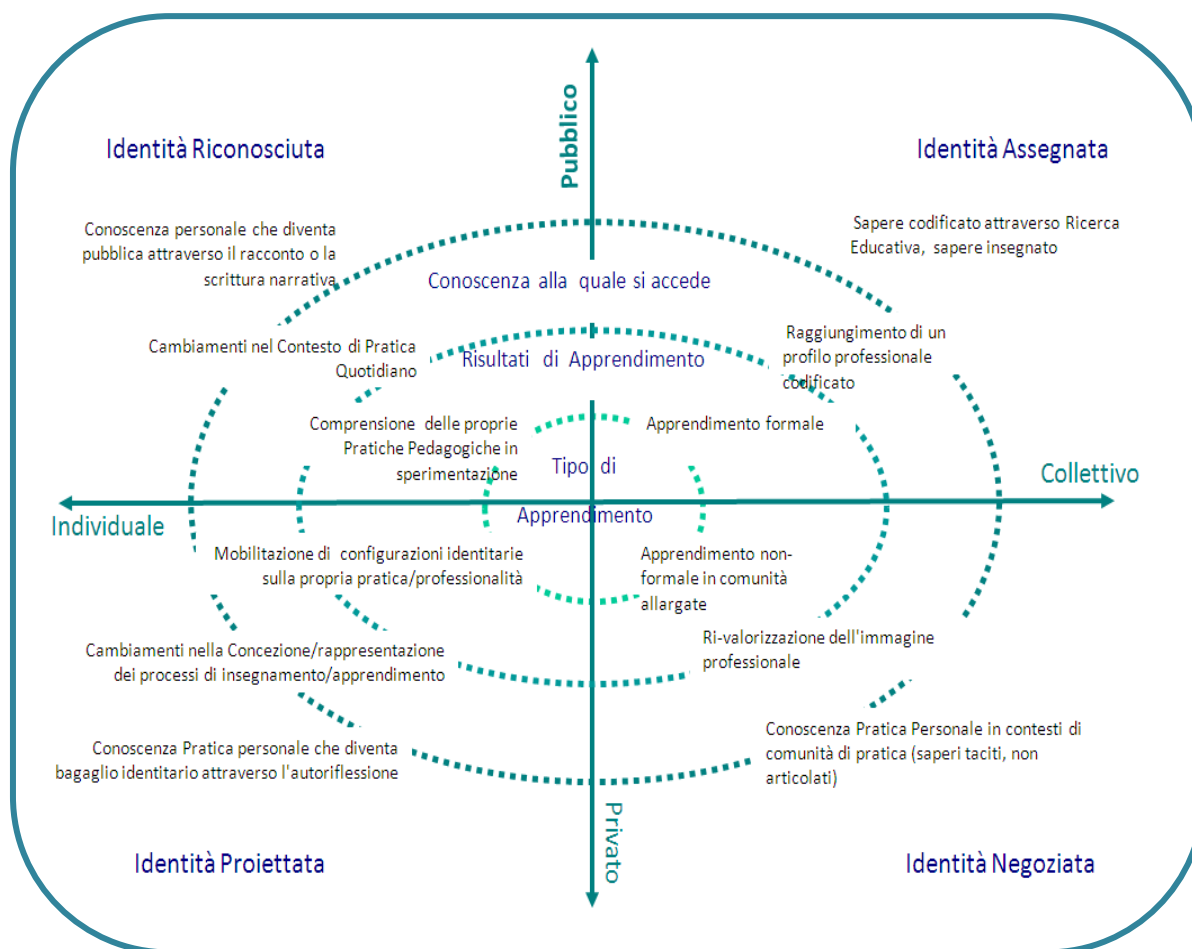 Pubblico
Identità Riconosciuta
Identità Assegnata
Conoscenza personale che diventa
pubblica attraverso il racconto o la
scrittura narrativa
Sapere codificato attraverso Ricerca
Educativa, sapere insegnato
Conoscenza alla quale si accede
Cambiamenti nel Contesto di Pratica
Quotidiano
Risultati di Apprendimento
Raggiungimento di un
profilo professionale
codificato
Comprensione delle proprie
Pratiche Pedagogiche in
sperimentazione
Apprendimento formale
Tipo di
Apprendimento
Individuale
Collettivo
Mobilitazione di configurazioni identitarie
sulla propria pratica/professionalità
Apprendimento non-
formale in comunità
allargate
Cambiamenti nella Concezione/rappresentazione
dei processi di insegnamento/apprendimento
Ri-valorizzazione dell'immagine
professionale
Conoscenza Pratica personale che diventa
bagaglio identitario attraverso l'autoriflessione
Conoscenza Pratica Personale in contesti di
comunità di pratica (saperi taciti, non
articolati)
Privato
Identità Proiettata
Identità Negoziata